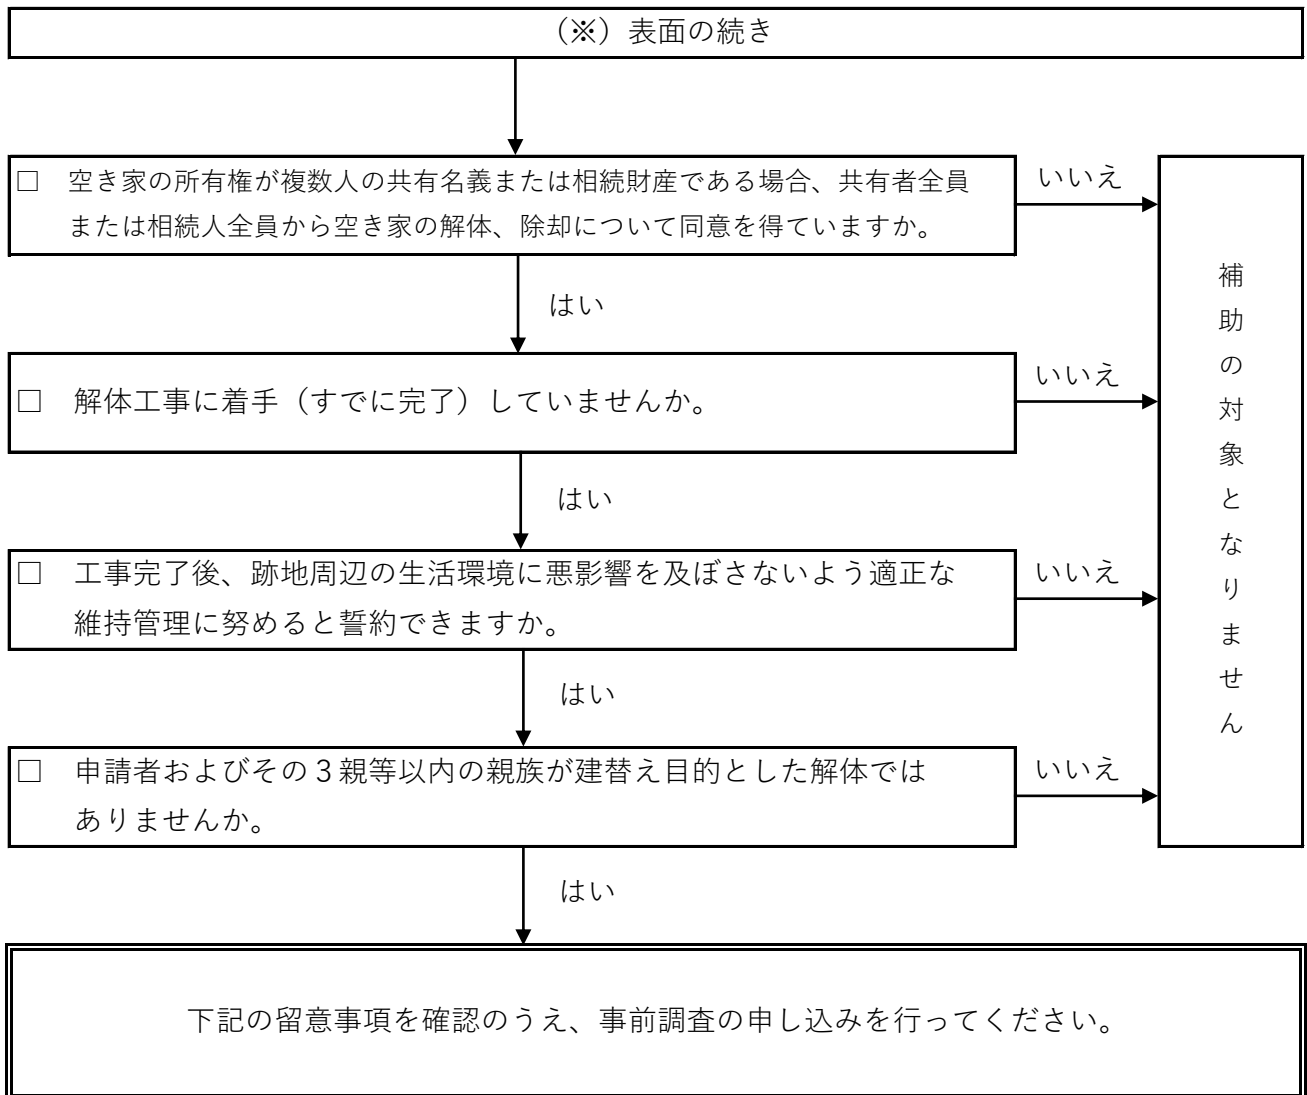 （※）表面の続き
□ 空き家の所有権が複数人の共有名義または相続財産である場合、共有者全員
または相続人全員から空き家の解体、除却について同意を得ていますか。
いいえ
はい
□ 解体工事に着手（すでに完了）していませんか。
いいえ
はい
□ 工事完了後、跡地周辺の生活環境に悪影響を及ぼさないよう適正な
維持管理に努めると誓約できますか。
いいえ
はい
□ 申請者およびその３親等以内の親族が建替え目的とした解体では
ありませんか。
いいえ
はい
補助の対象となりません
下記の留意事項を確認のうえ、事前調査の申し込みを行ってください。